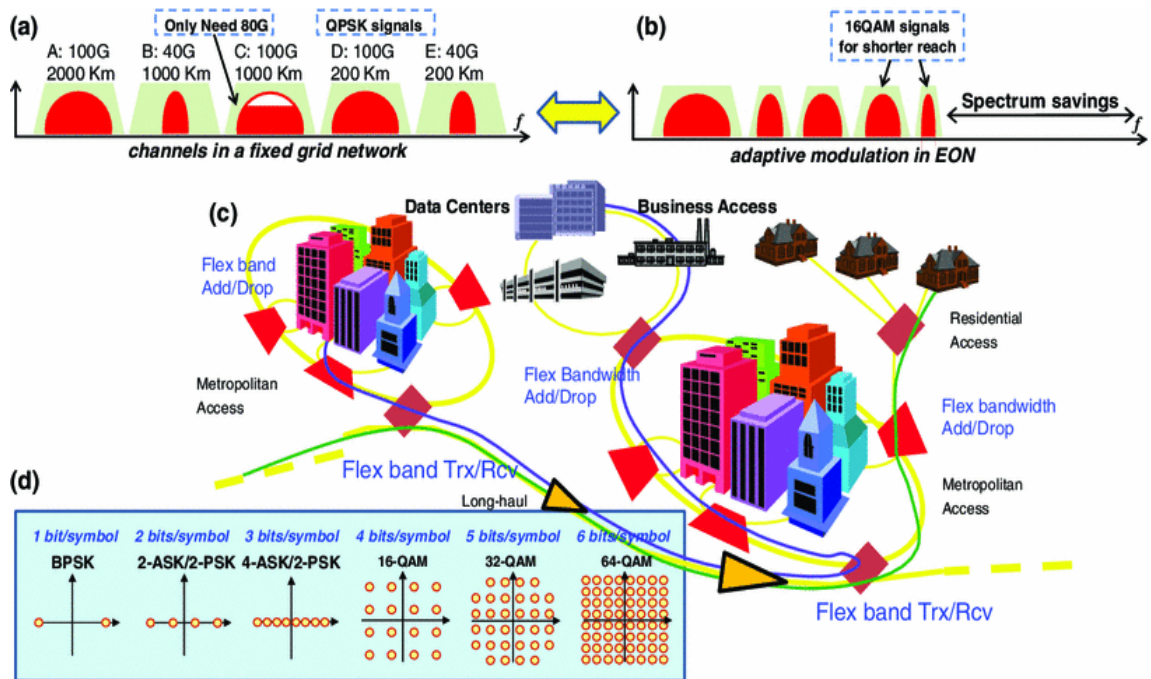 (a)
Only Need 80G
QPSK signals
A: 100G
2000 Km
B: 40G
1000 Km
C: 100G
1000 Km
D: 100G
200 Km
E: 40G
200 Km
f
channels in a fixed grid network
(b)
16QAM signals
for shorter reach
Spectrum savings
f
adaptive modulation in EON
(c)
Data Centers
Business Access
Flex band
Add/Drop
Residential
Access
Metropolitan
Access
Flex Bandwidth
Add/Drop
Flex bandwidth
Add/Drop
Flex band Trx/Rcv
Metropolitan
Access
Long-haul
Flex band Trx/Rcv
(d)
1 bit/symbol
2 bits/symbol
3 bits/symbol
4 bits/symbol
5 bits/symbol
6 bits/symbol
BPSK
2-ASK/2-PSK
4-ASK/2-PSK
16-QAM
32-QAM
64-QAM